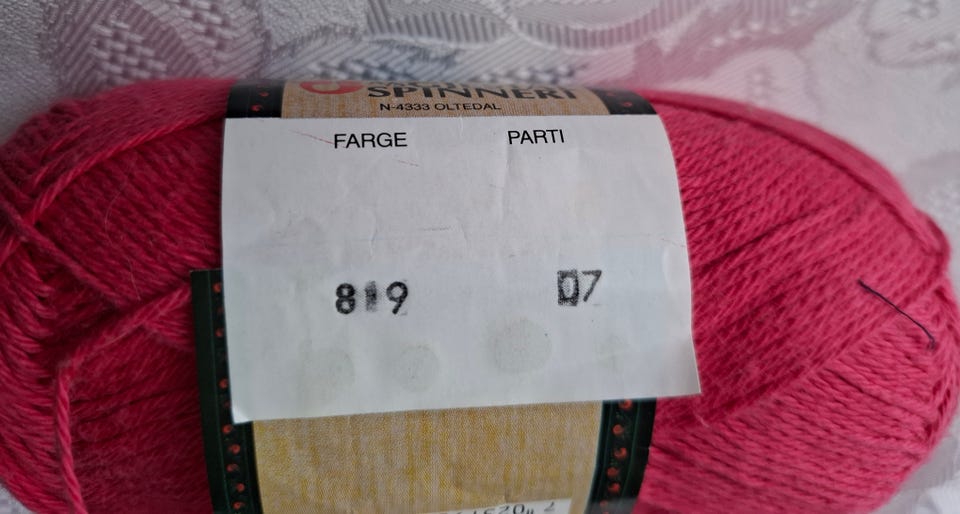 SPINNERI
N-4333 OLTEDAL
FARGE PARTI
819 07